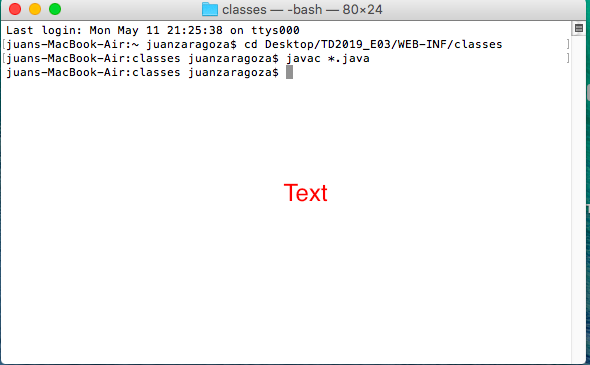 classes — -bash — 80×24
Last login: Mon May 11 21:25:38 on ttys000
[juans-MacBook-Air:~ juanzaragoza$ cd Desktop/TD2019_E03/WEB-INF/classes ]
[juans-MacBook-Air:classes juanzaragoza$ javac *.java ]
juans-MacBook-Air:classes juanzaragoza$
Text